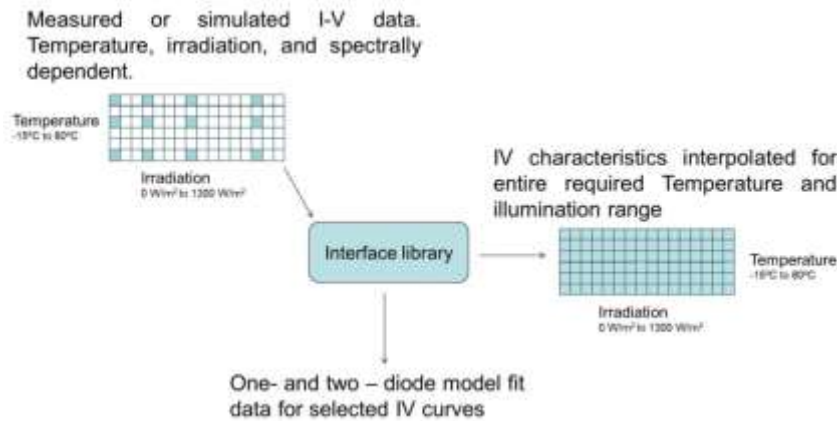 Measured or simulated I-V data.
Temperature, irradiation, and spectrally
dependent.
Temperature
-15ºC to 80ºC
Irradiation
0 W/m² to 1300 W/m²
IV characteristics interpolated for
entire required Temperature and
illumination range
Interface library
Temperature
-15ºC to 80ºC
Irradiation
0 W/m² to 1300 W/m²
One- and two – diode model fit
data for selected IV curves